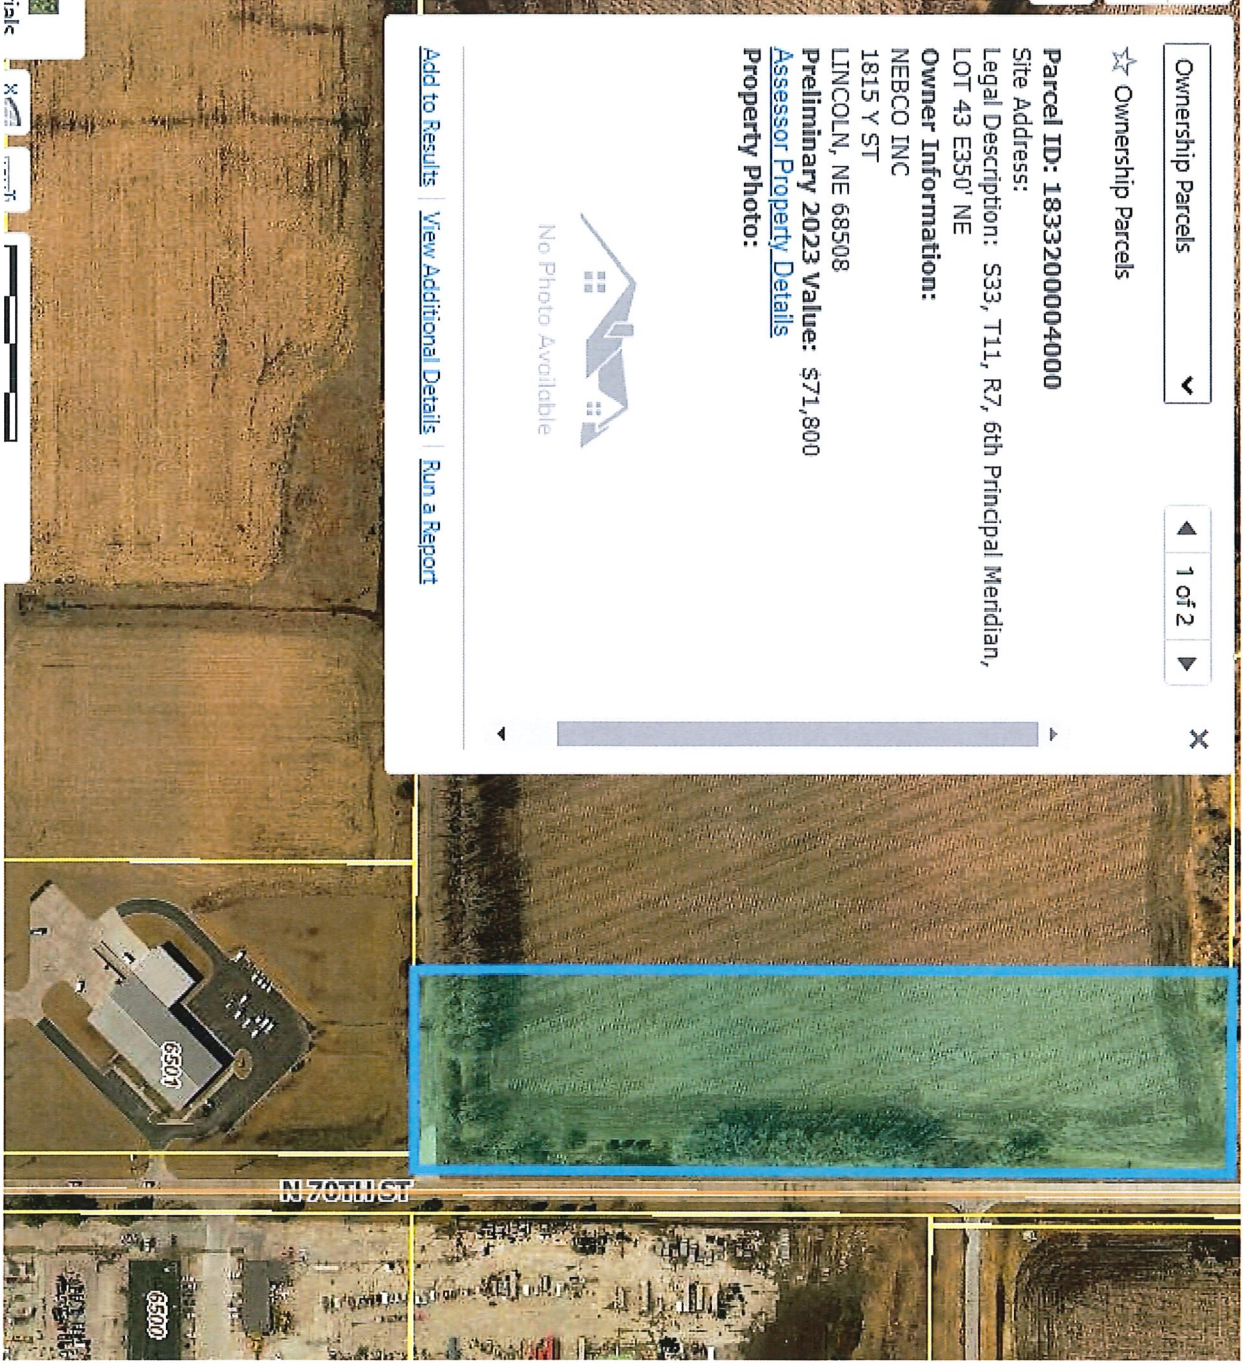 Ownership Parcels
1 of 2
Ownership Parcels
Parcel ID: 1833200004000
Site Address:
Legal Description: S33, T11, R7, 6th Principal Meridian,
LOT 43 E350' NE
Owner Information:
NEBCO INC
1815 Y ST
LINCOLN, NE 68508
Preliminary 2023 Value: $71,800
Assessor Property Details
Property Photo:
No Photo Available
Add to Results | View Additional Details | Run a Report
6501
N 70TH ST
6500